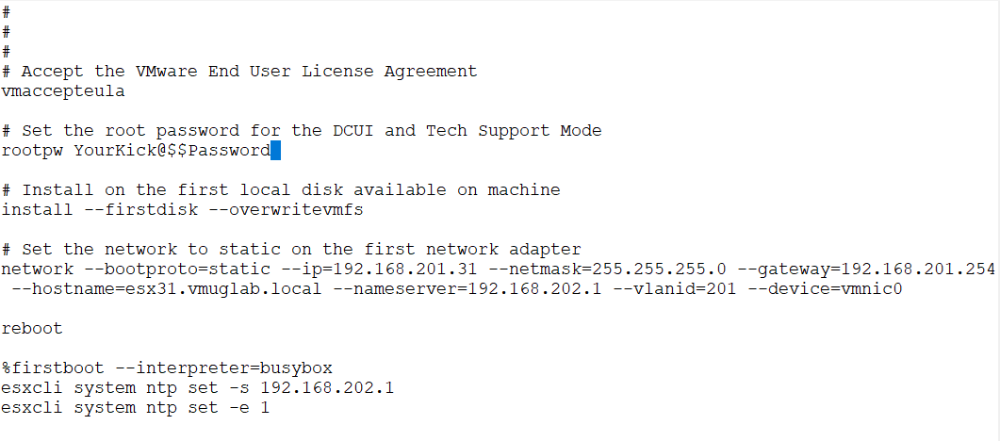 #
#
#
# Accept the VMware End User License Agreement
vmaccepteula
# Set the root password for the DCUI and Tech Support Mode
rootpw YourKick@$$Password
# Install on the first local disk available on machine
install --firstdisk --overwritevmfs
# Set the network to static on the first network adapter
network --bootproto=static --ip=192.168.201.31 --netmask=255.255.255.0 --gateway=192.168.201.254
--hostname=esx31.vmuglab.local --nameserver=192.168.202.1 --vlanid=201 --device=vmnic0
reboot
%firstboot --interpreter=busybox
esxcli system ntp set -s 192.168.202.1
esxcli system ntp set -e 1